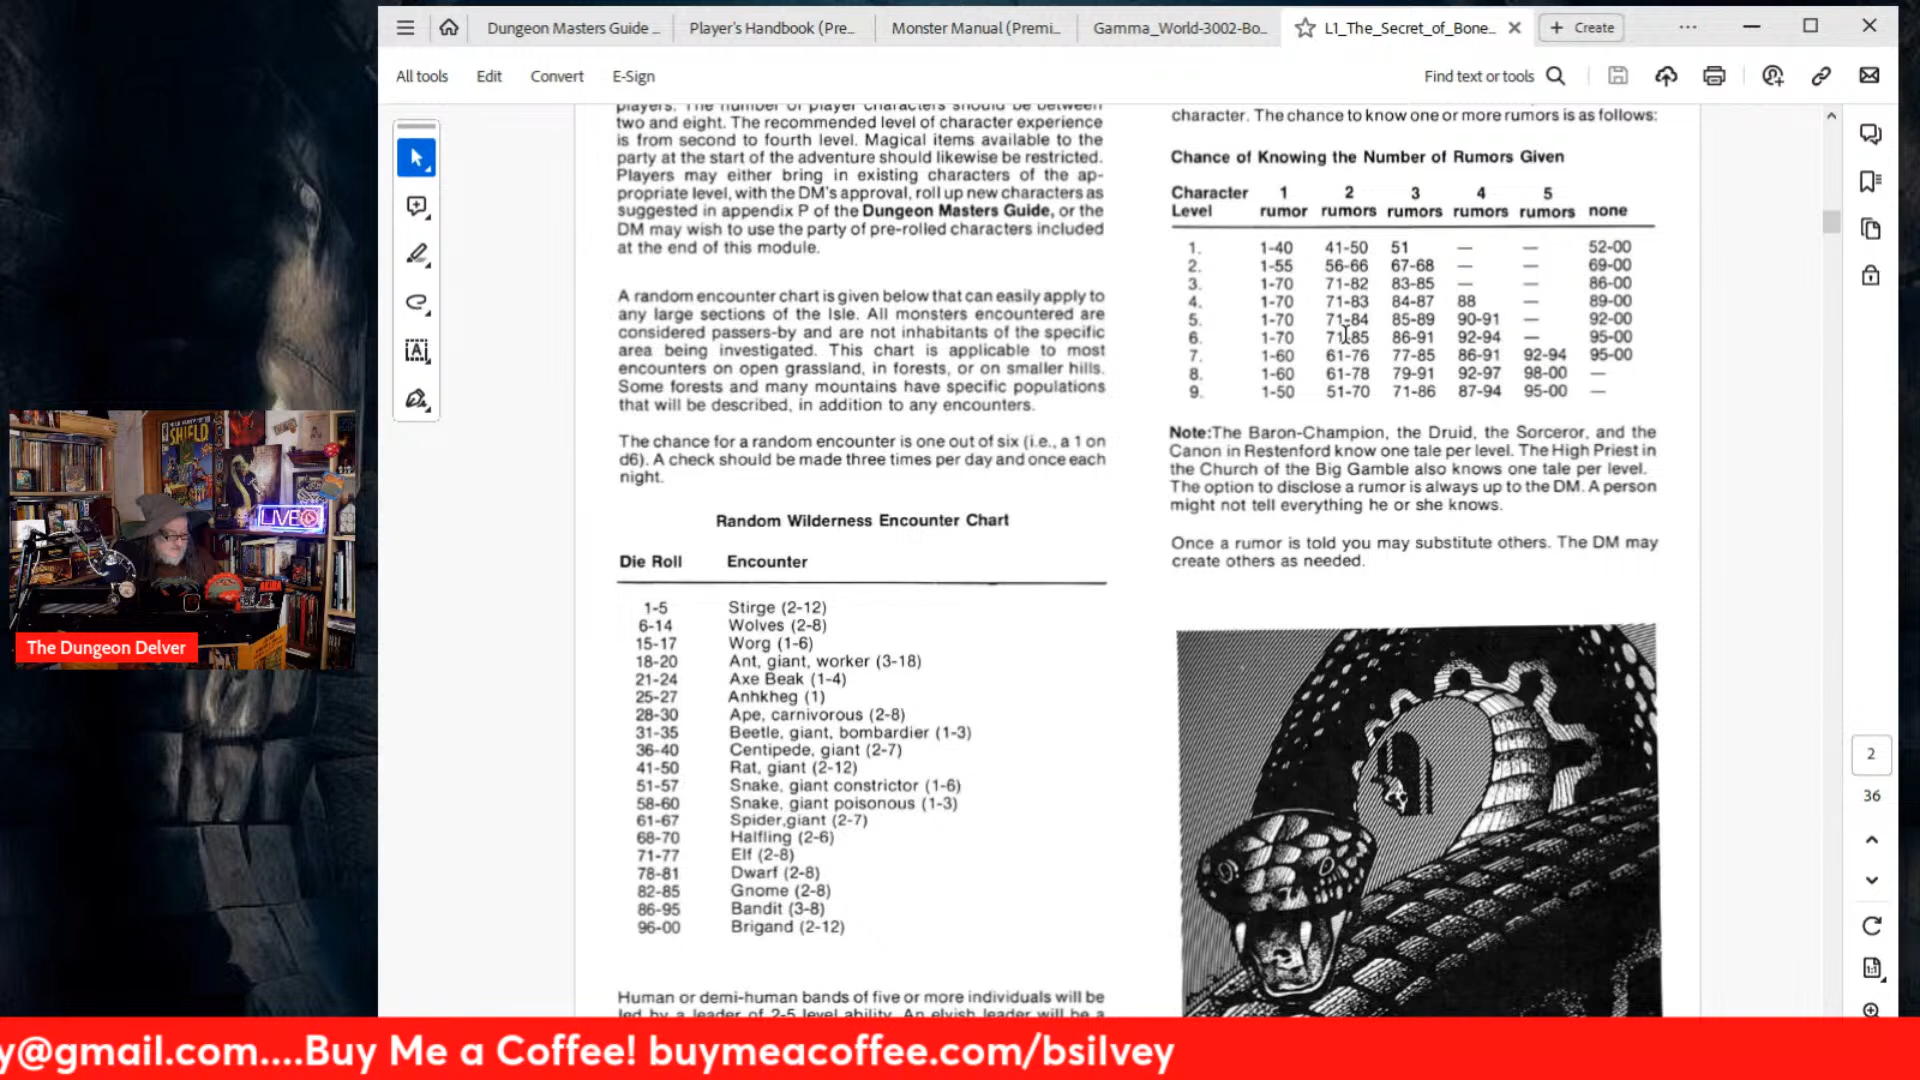 Dungeon Masters Guide ...
Player's Handbook (Pre...
Monster Manual (Premi...
Gamma_World-3002-Bo...
L1_The_Secret_of_Bone...
Create
All tools
Edit
Convert
E-Sign
Find text or tools
players. The number of player characters should be between
two and eight. The recommended level of character experience
is from second to fourth level. Magical items available to the
party at the start of the adventure should likewise be restricted.
Players may either bring in existing characters of the ap-
propriate level, with the DM's approval, roll up new characters as
suggested in appendix P of the Dungeon Masters Guide, or the
DM may wish to use the party of pre-rolled characters included
at the end of this module.
A random encounter chart is given below that can easily apply to
any large sections of the Isle. All monsters encountered are
considered passers-by and are not inhabitants of the specific
area being investigated. This chart is applicable to most
encounters on open grassland, in forests, or on smaller hills.
Some forests and many mountains have specific populations
that will be described, in addition to any encounters.
The chance for a random encounter is one out of six (i.e., a 1 on
d6). A check should be made three times per day and once each
night.
Random Wilderness Encounter Chart
Die Roll Encounter
1-5 Stirge (2-12)
6-14 Wolves (2-8)
15-17 Worg (1-6)
18-20 Ant, giant, worker (3-18)
21-24 Axe Beak (1-4)
25-27 Anhkheg (1)
28-30 Ape, carnivorous (2-8)
31-35 Beetle, giant, bombardier (1-3)
36-40 Centipede, giant (2-7)
41-50 Rat, giant (2-12)
51-57 Snake, giant constrictor (1-6)
58-60 Snake, giant poisonous (1-3)
61-67 Spider,giant (2-7)
68-70 Halfling (2-6)
71-77 Elf (2-8)
78-81 Dwarf (2-8)
82-85 Gnome (2-8)
86-95 Bandit (3-8)
96-00 Brigand (2-12)
Human or demi-human bands of five or more individuals will be
led by a leader of 2-5 level ability. An elvish leader will be a
character. The chance to know one or more rumors is as follows:
Chance of Knowing the Number of Rumors Given
Character 1 2 3 4 5
Level rumor rumors rumors rumors rumors none
1. 1-40 41-50 51 — — 52-00
2. 1-55 56-66 67-68 — — 69-00
3. 1-70 71-82 83-85 — — 86-00
4. 1-70 71-83 84-87 88 — 89-00
5. 1-70 71-84 85-89 90-91 — 92-00
6. 1-70 71-85 86-91 92-94 — 95-00
7. 1-60 61-76 77-85 86-91 92-94 95-00
8. 1-60 61-78 79-91 92-97 98-00 —
9. 1-50 51-70 71-86 87-94 95-00 —
Note:The Baron-Champion, the Druid, the Sorceror, and the
Canon in Restenford know one tale per level. The High Priest in
the Church of the Big Gamble also knows one tale per level.
The option to disclose a rumor is always up to the DM. A person
might not tell everything he or she knows.
Once a rumor is told you may substitute others. The DM may
create others as needed.
2
36
SHIELD
LIVE
AKIRA
The Dungeon Delver
y@gmail.com....Buy Me a Coffee! buymeacoffee.com/bsilvey